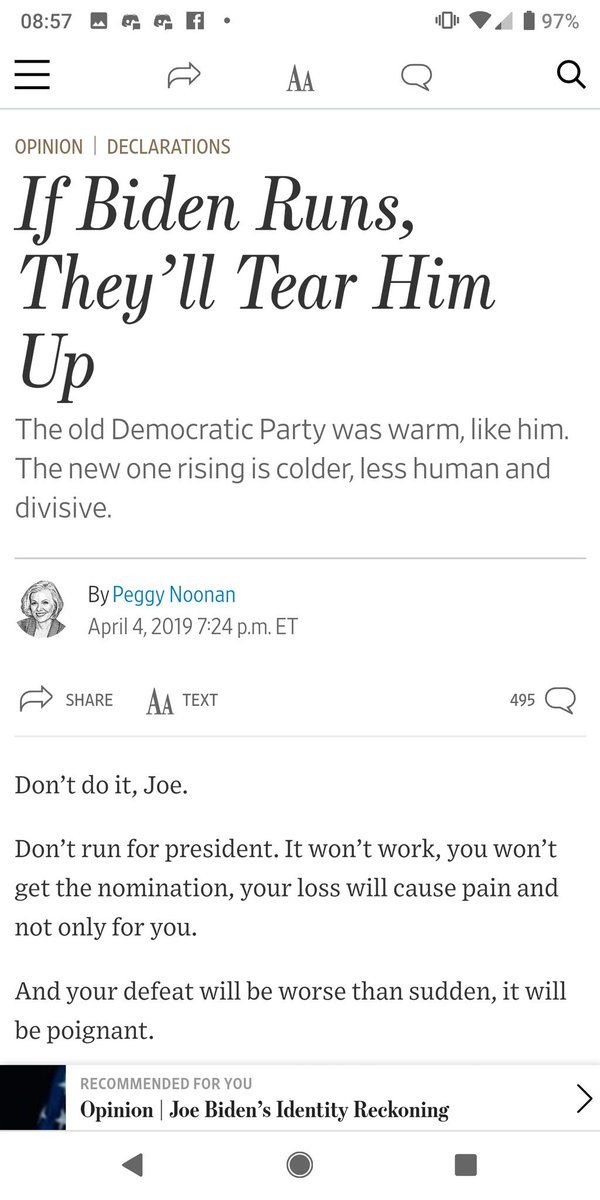 08:57 97%
OPINION | DECLARATIONS
If Biden Runs,
They’ll Tear Him
Up
The old Democratic Party was warm, like him.
The new one rising is colder, less human and
divisive.
By Peggy Noonan
April 4, 2019 7:24 p.m. ET
SHARE AA TEXT 495
Don’t do it, Joe.
Don’t run for president. It won’t work, you won’t
get the nomination, your loss will cause pain and
not only for you.
And your defeat will be worse than sudden, it will
be poignant.
RECOMMENDED FOR YOU
Opinion | Joe Biden’s Identity Reckoning